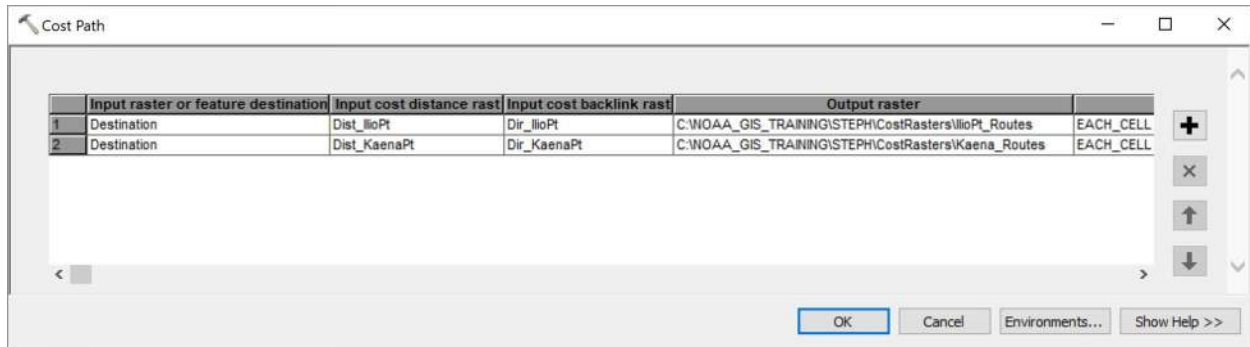 Cost Path
Input raster or feature destination Input cost distance rast Input cost backlink rast Output raster
1 Destination Dist_IlioPt Dir_IlioPt C:\NOAA_GIS_TRAINING\STEPH\CostRasters\IlioPt_Routes EACH_CELL
2 Destination Dist_KaenaPt Dir_KaenaPt C:\NOAA_GIS_TRAINING\STEPH\CostRasters\Kaena_Routes EACH_CELL
OK Cancel Environments... Show Help >>